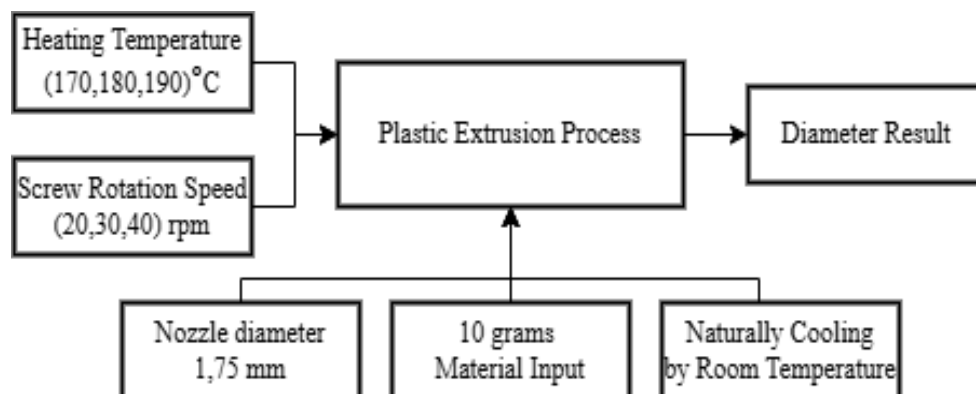 Heating Temperature
(170,180,190)°C
Plastic Extrusion Process
Diameter Result
Screw Rotation Speed
(20,30,40) rpm
Nozzle diameter
1,75 mm
10 grams
Material Input
Naturally Cooling
by Room Temperature